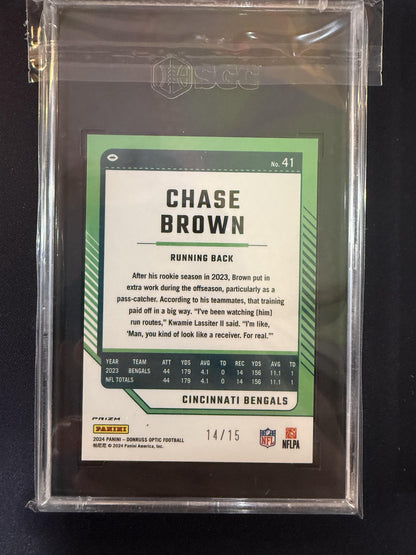 SGC
No. 41
CHASE
BROWN
RUNNING BACK
After his rookie season in 2023, Brown put in
extra work during the offseason, particularly as a
pass-catcher. According to his teammates, that training
paid off in a big way. "I've been watching (him)
run routes," Kwamie Lassiter II said. "I'm like,
'Man, you kind of look like a receiver. For real.'"
YEAR TEAM ATT YDS AVG TD REC YDS AVG TD
2023 BENGALS 44 179 4.1 0 14 156 11.1 1
NFL TOTALS 44 179 4.1 0 14 156 11.1 1
CINCINNATI BENGALS
PRIZM
PANINI
2024 PANINI – DONRUSS OPTIC FOOTBALL
© 2024 Panini America, Inc.
14/15
NFL
NFLPA